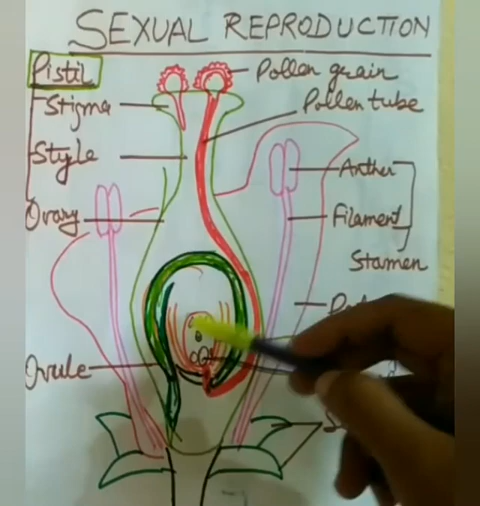 SEXUAL REPRODUCTION
Pistil
Pollen grain
Stigma
Pollen tube
Style
Anther
Ovary
Filament
Stamen
Ovule